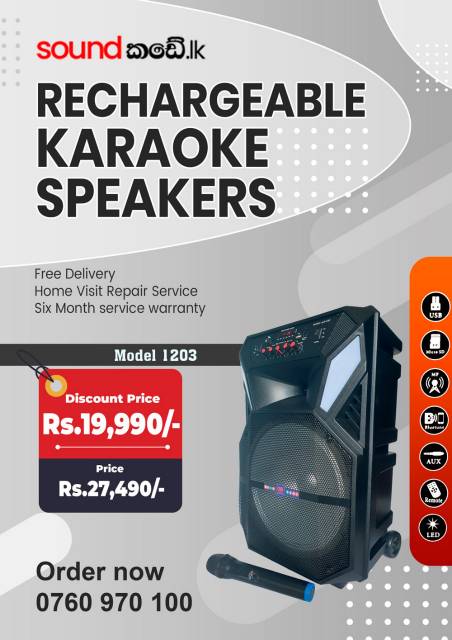 sound කඩේ.lk
RECHARGEABLE
KARAOKE
SPEAKERS
Free Delivery
Home Visit Repair Service
Six Month service warranty
Model 1203
Discount Price
Rs.19,990/-
Price
Rs.27,490/-
USB
Micro SD
MP
Bluetooth
AUX
Remote
LED
Order now
0760 970 100